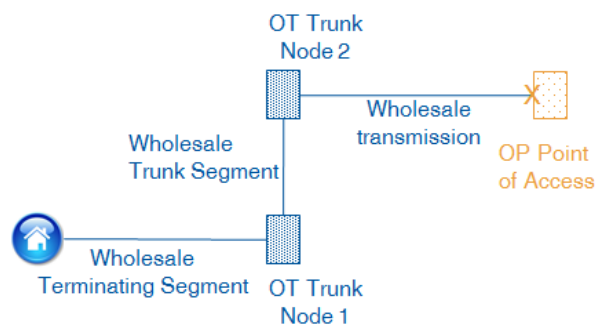 OT Trunk
Node 2
Wholesale
transmission
Wholesale
Trunk Segment
X
OP Point
of Access
Wholesale
Terminating Segment
OT Trunk
Node 1